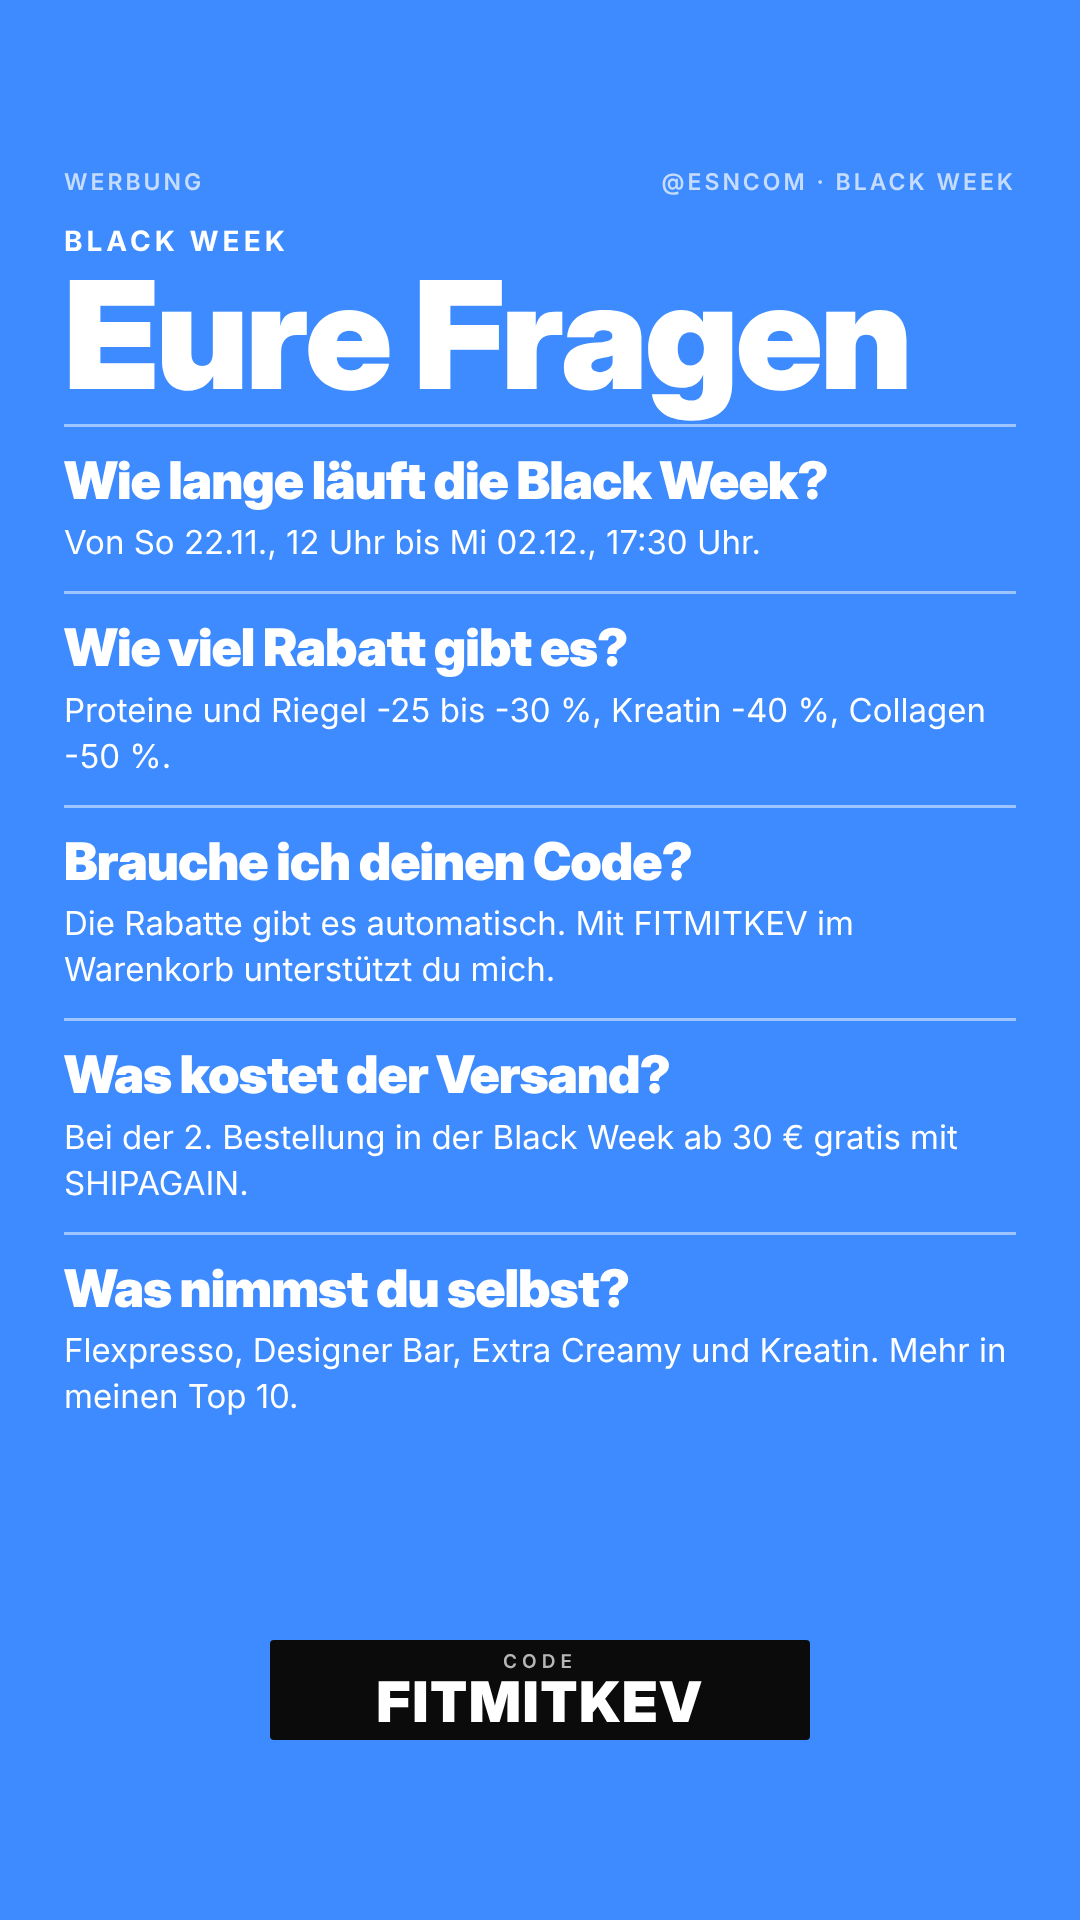 WERBUNG
@ESNCOM · BLACK WEEK
BLACK WEEK
Eure Fragen
Wie lange läuft die Black Week?
Von So 22.11., 12 Uhr bis Mi 02.12., 17:30 Uhr.
Wie viel Rabatt gibt es?
Proteine und Riegel -25 bis -30 %, Kreatin -40 %, Collagen
-50 %.
Brauche ich deinen Code?
Die Rabatte gibt es automatisch. Mit FITMITKEV im
Warenkorb unterstützt du mich.
Was kostet der Versand?
Bei der 2. Bestellung in der Black Week ab 30 € gratis mit
SHIPAGAIN.
Was nimmst du selbst?
Flexpresso, Designer Bar, Extra Creamy und Kreatin. Mehr in
meinen Top 10.
CODE
FITMITKEV